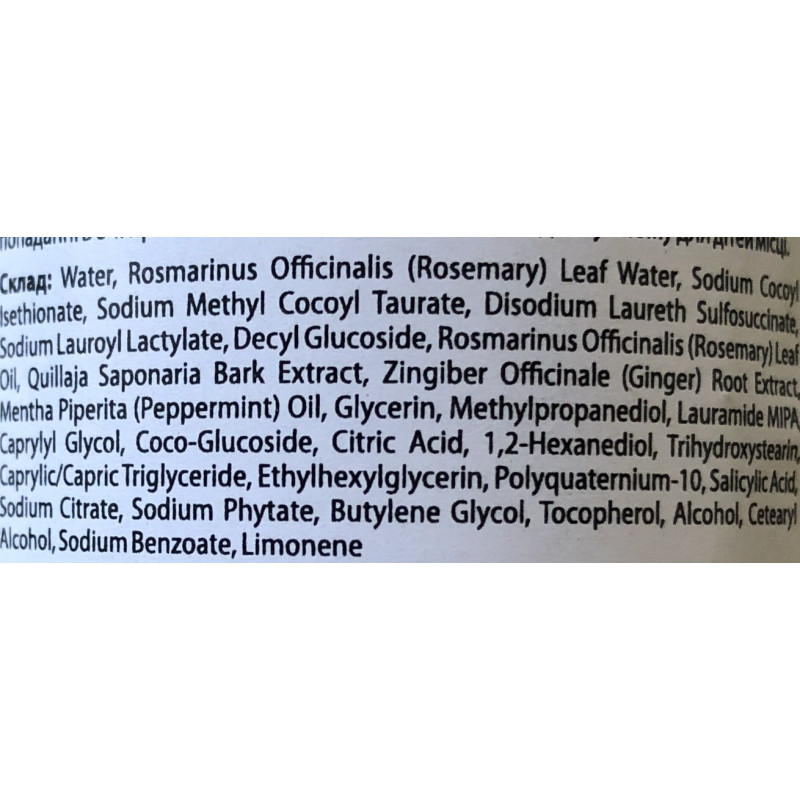 для дітей місці.
Склад: Water, Rosmarinus Officinalis (Rosemary) Leaf Water, Sodium Cocoyl
Isethionate, Sodium Methyl Cocoyl Taurate, Disodium Laureth Sulfosuccinate,
Sodium Lauroyl Lactylate, Decyl Glucoside, Rosmarinus Officinalis (Rosemary) Leaf
Oil, Quillaja Saponaria Bark Extract, Zingiber Officinale (Ginger) Root Extract,
Mentha Piperita (Peppermint) Oil, Glycerin, Methylpropanediol, Lauramide MIPA,
Caprylyl Glycol, Coco-Glucoside, Citric Acid, 1,2-Hexanediol, Trihydroxystearin,
Caprylic/Capric Triglyceride, Ethylhexylglycerin, Polyquaternium-10, Salicylic Acid,
Sodium Citrate, Sodium Phytate, Butylene Glycol, Tocopherol, Alcohol, Cetearyl
Alcohol, Sodium Benzoate, Limonene